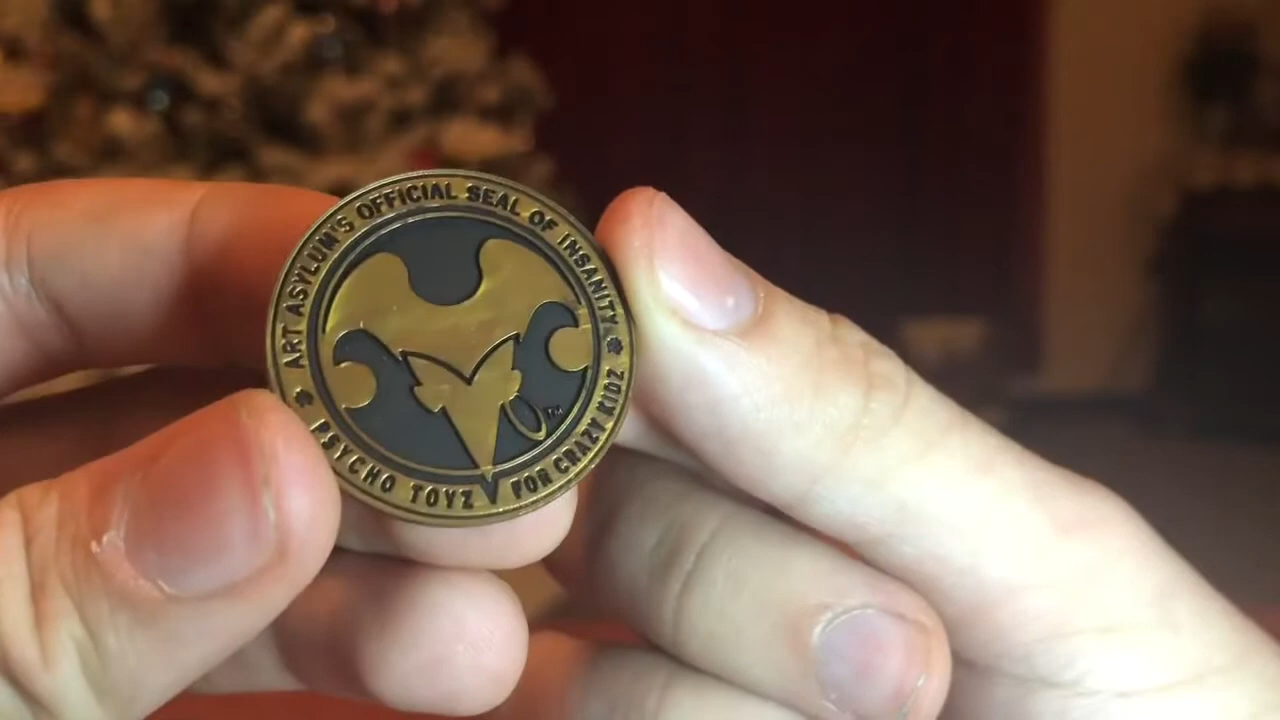 ART ASYLUM'S OFFICIAL SEAL OF INSANITY
PSYCHO TOYZ FOR CRAZY KIDZ
TM